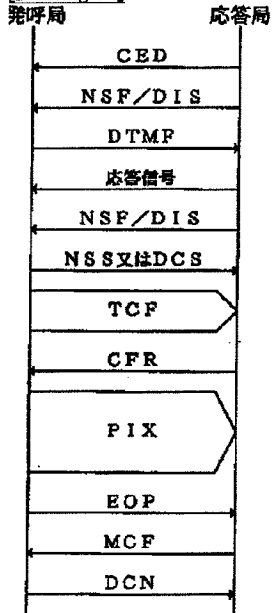 発呼局 応答局
CED
NSF/DIS
DTMF
応答信号
NSF/DIS
NSS又はDCS
TCF
CFR
PIX
EOP
MCF
DCN